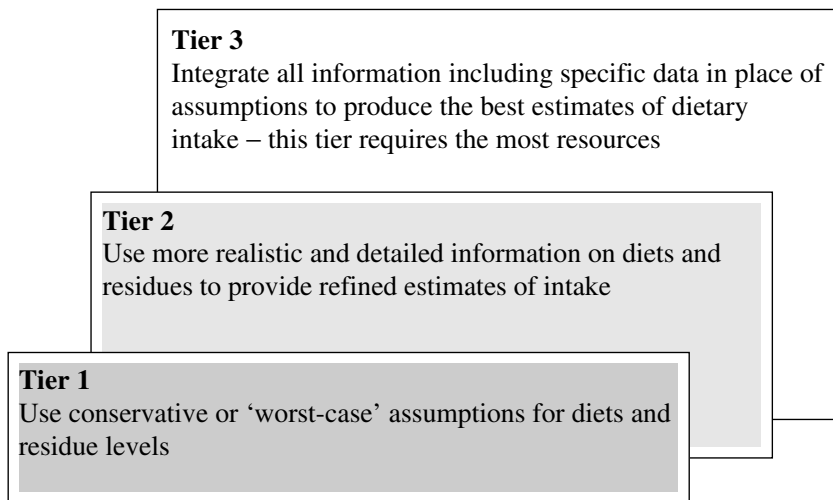 Tier 3
Integrate all information including specific data in place of
assumptions to produce the best estimates of dietary
intake – this tier requires the most resources
Tier 2
Use more realistic and detailed information on diets and
residues to provide refined estimates of intake
Tier 1
Use conservative or ‘worst-case’ assumptions for diets and
residue levels